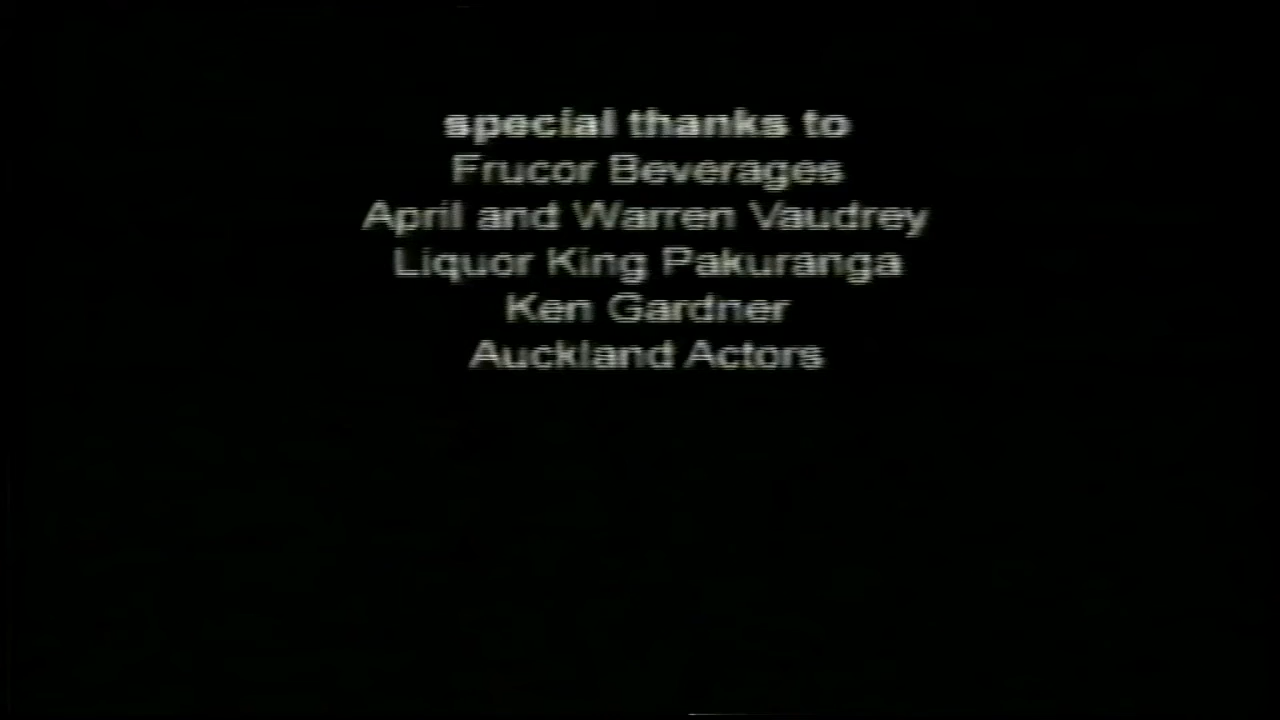 special thanks to
Frucor Beverages
April and Warren Vaudrey
Liquor King Pakuranga
Ken Gardner
Auckland Actors